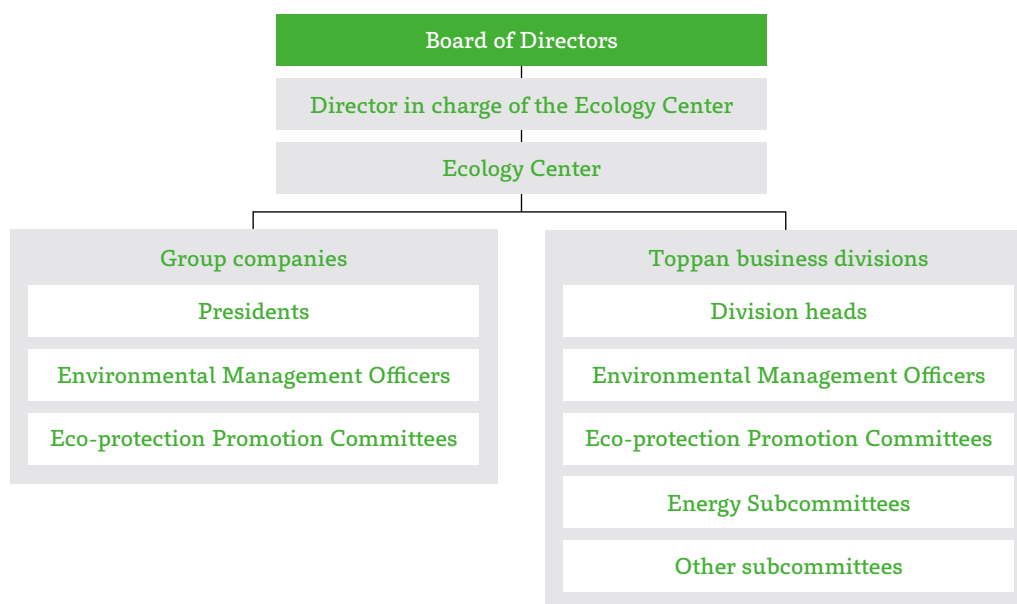 Board of Directors
Director in charge of the Ecology Center
Ecology Center
Group companies
Presidents
Environmental Management Officers
Eco-protection Promotion Committees
Toppan business divisions
Division heads
Environmental Management Officers
Eco-protection Promotion Committees
Energy Subcommittees
Other subcommittees